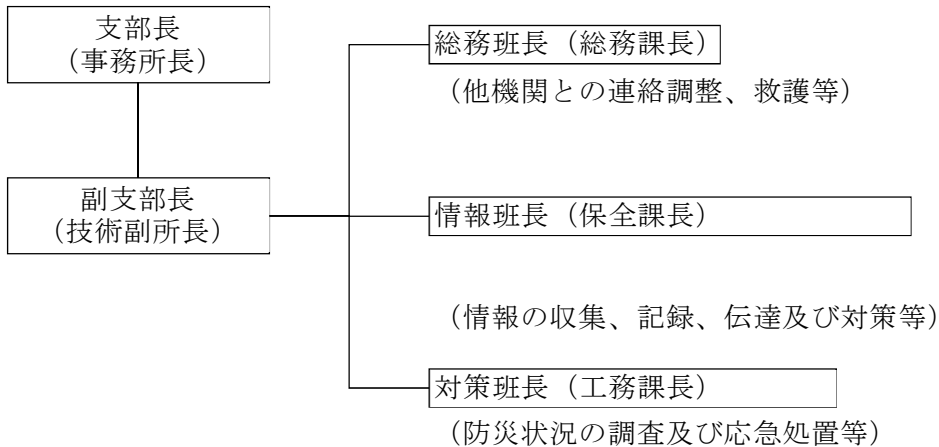 支部長
（事務所長）
副支部長
（技術副所長）
総務班長（総務課長）
（他機関との連絡調整、救護等）
情報班長（保全課長）
（情報の収集、記録、伝達及び対策等）
対策班長（工務課長）
（防災状況の調査及び応急処置等）